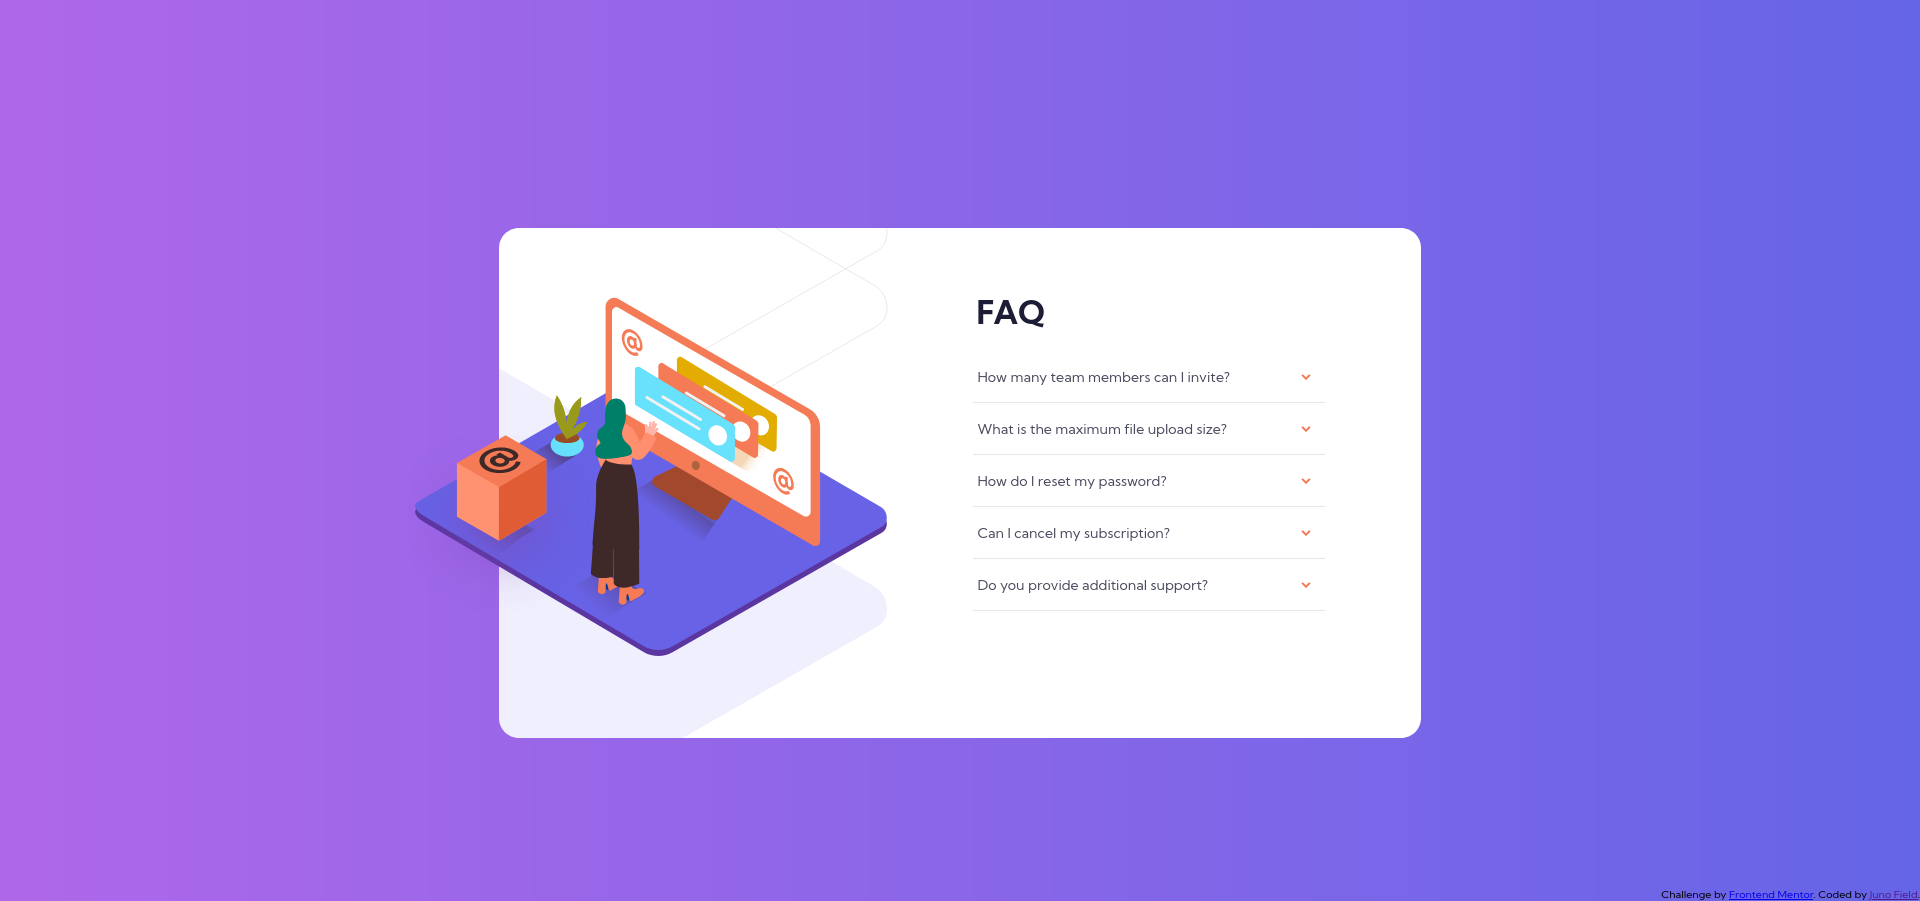 FAQ
How many team members can I invite?
What is the maximum file upload size?
How do I reset my password?
Can I cancel my subscription?
Do you provide additional support?
@
@
@
Challenge by Frontend Mentor. Coded by Juno Field.